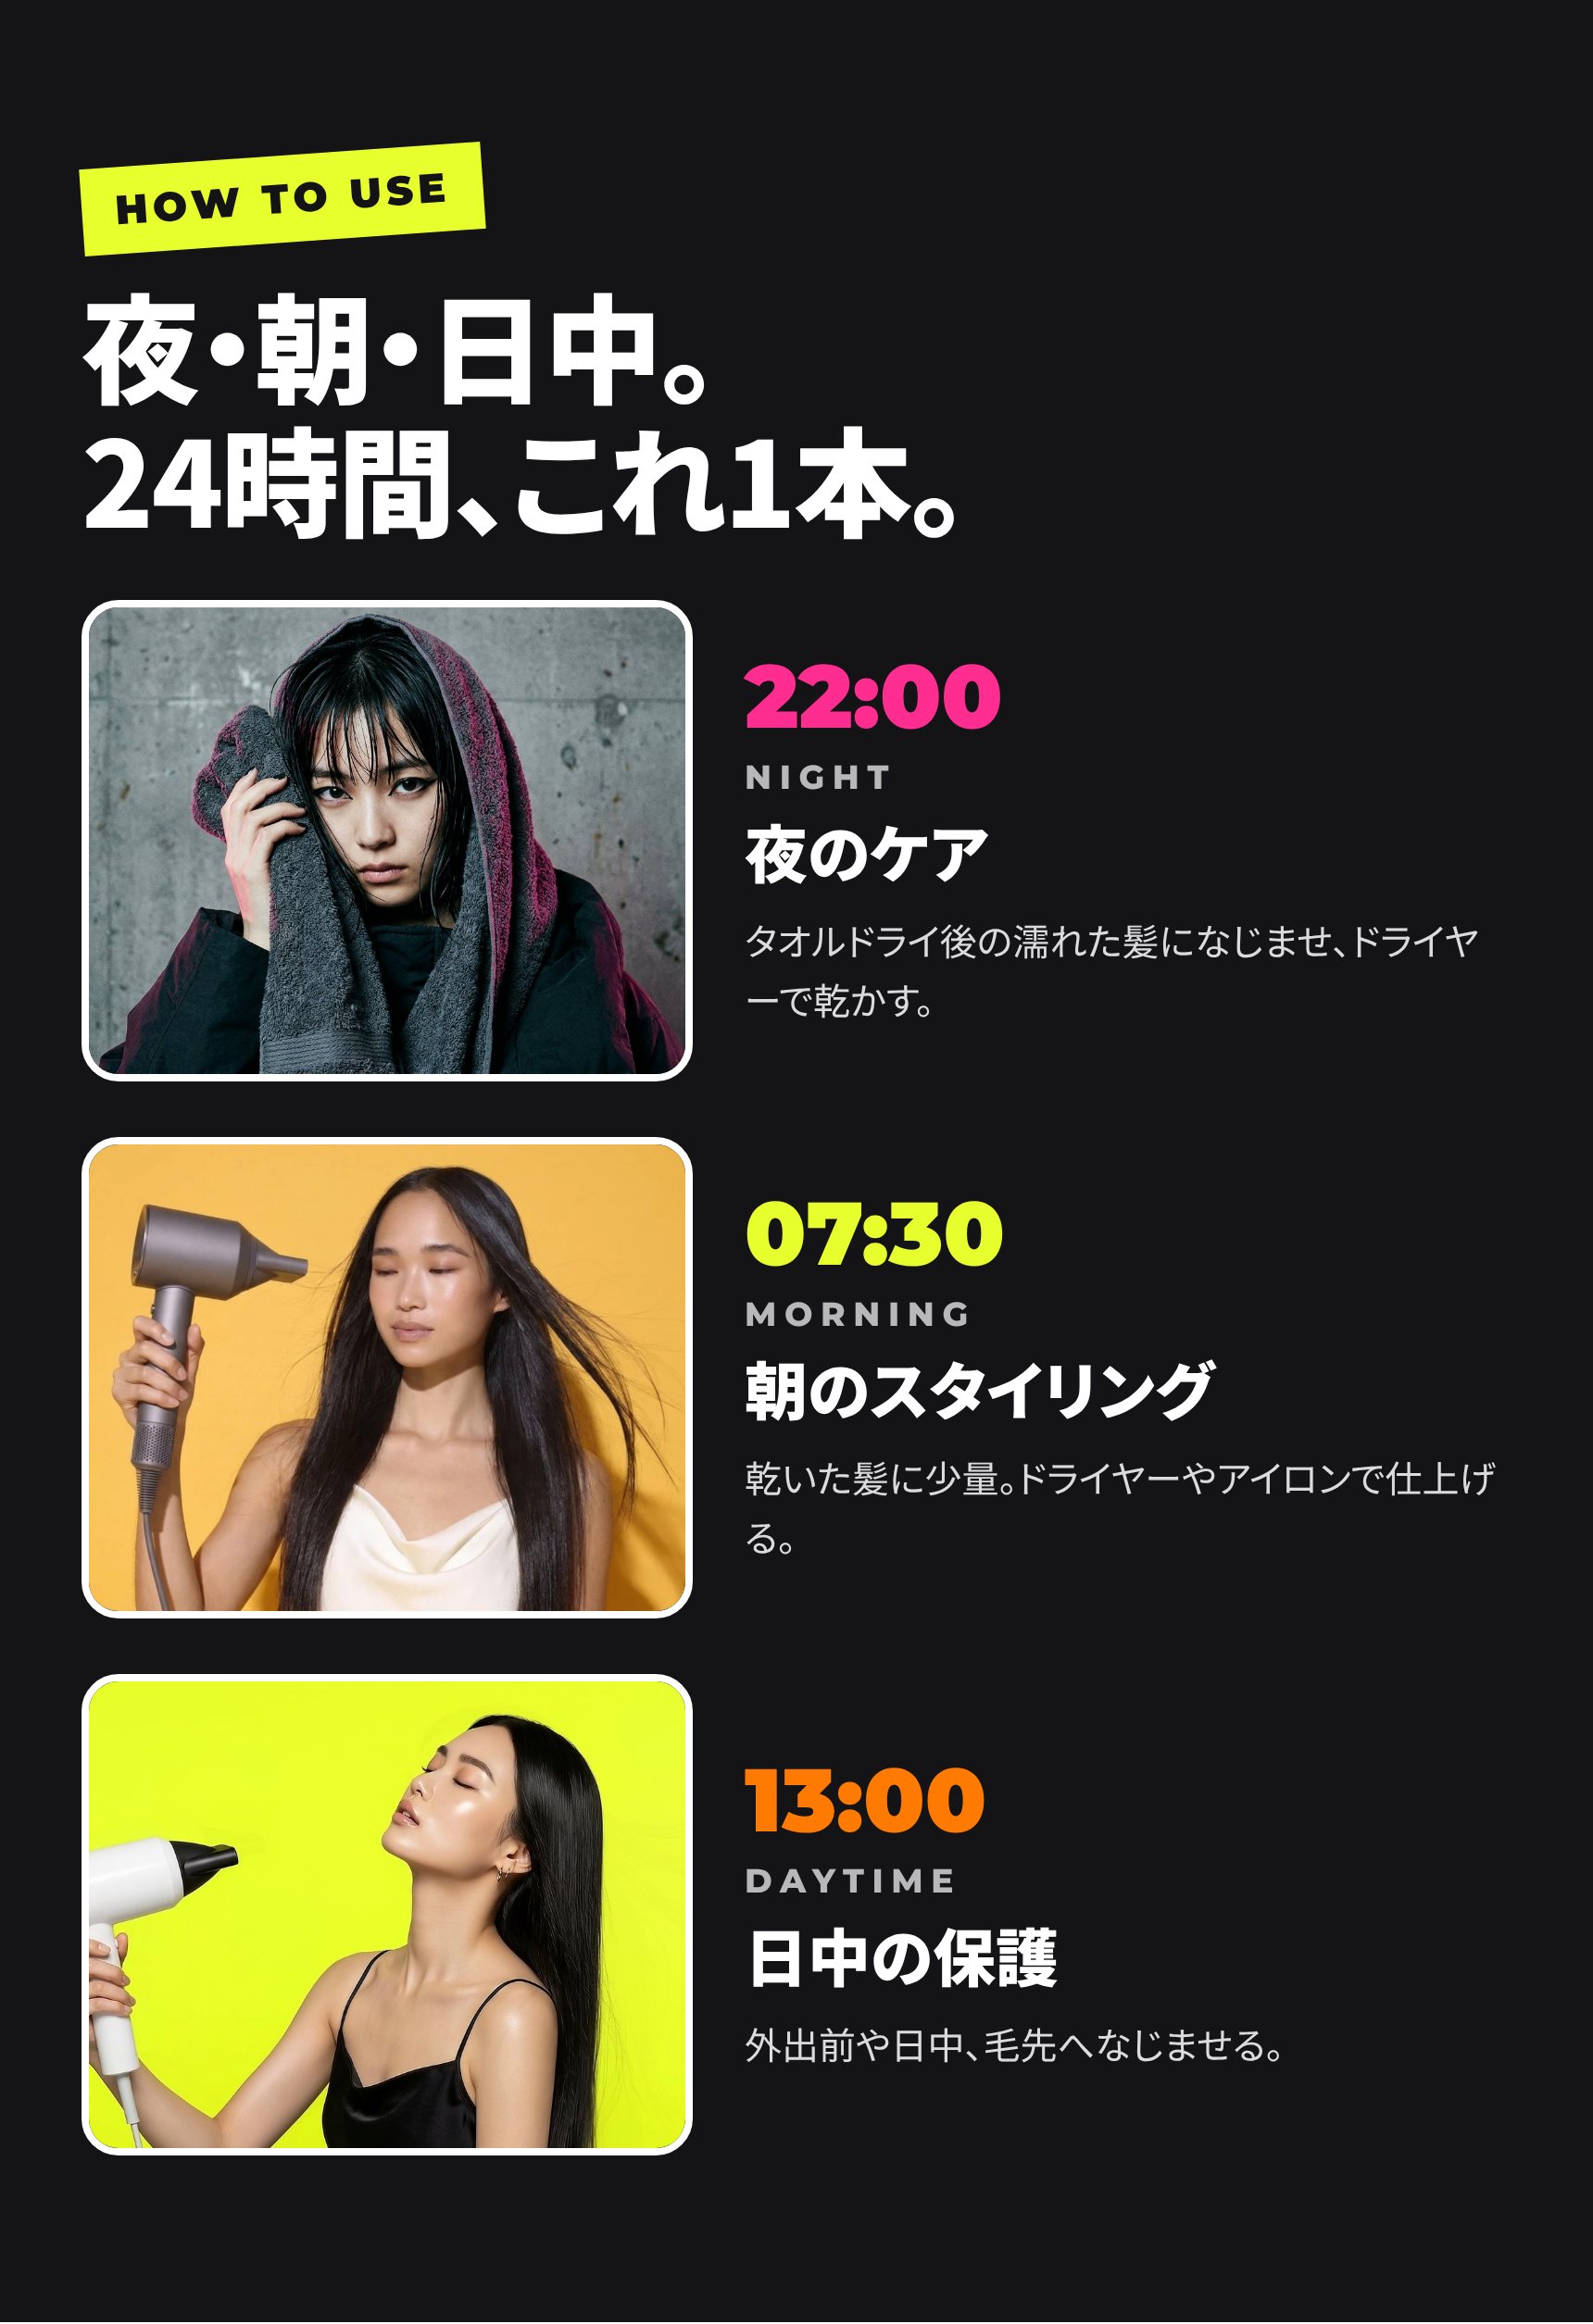 HOW TO USE
夜・朝・日中。
24時間、これ1本。
22:00
NIGHT
夜のケア
タオルドライ後の濡れた髪になじませ、ドライヤ
ーで乾かす。
07:30
MORNING
朝のスタイリング
乾いた髪に少量。ドライヤーやアイロンで仕上げ
る。
13:00
DAYTIME
日中の保護
外出前や日中、毛先へなじませる。